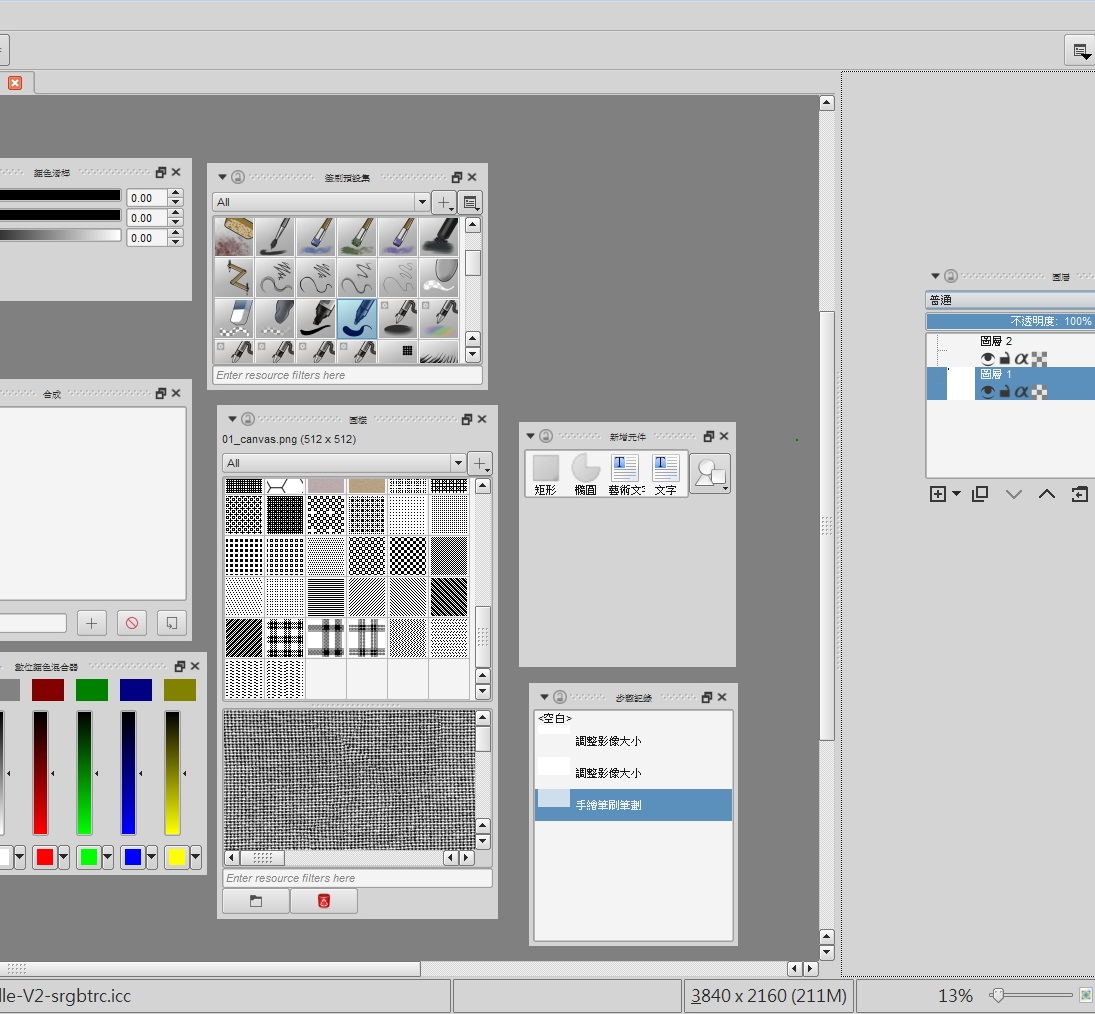 顏色滑桿
0.00
0.00
0.00
筆刷預設集
All
Enter resource filters here
合成
圖樣
01_canvas.png (512 x 512)
All
Enter resource filters here
數位顏色混合器
新增元件
矩形
橢圓
藝術文字
文字
步驟記錄
<空白>
調整影像大小
調整影像大小
手繪筆刷筆劃
圖層
普通
不透明度: 100%
圖層 2
圖層 1
lle-V2-srgbtrc.icc
3840 x 2160 (211M)
13%